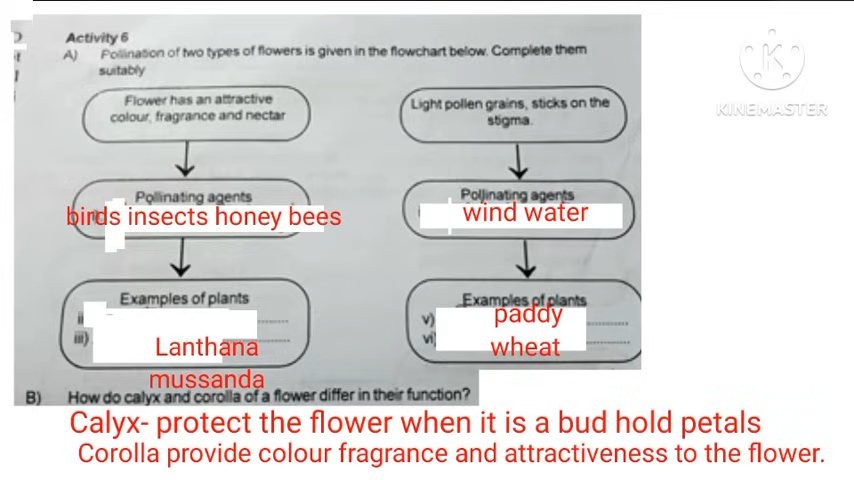 Activity 6
A) Pollination of two types of flowers is given in the flowchart below. Complete them
suitably
K
KINEMASTER
Flower has an attractive
colour, fragrance and nectar
Light pollen grains, sticks on the
stigma.
Pollinating agents
birds insects honey bees
Pollinating agents
wind water
Examples of plants
iii)
Lanthana
mussanda
Examples of plants
v) paddy
vi) wheat
B) How do calyx and corolla of a flower differ in their function?
Calyx- protect the flower when it is a bud hold petals
Corolla provide colour fragrance and attractiveness to the flower.